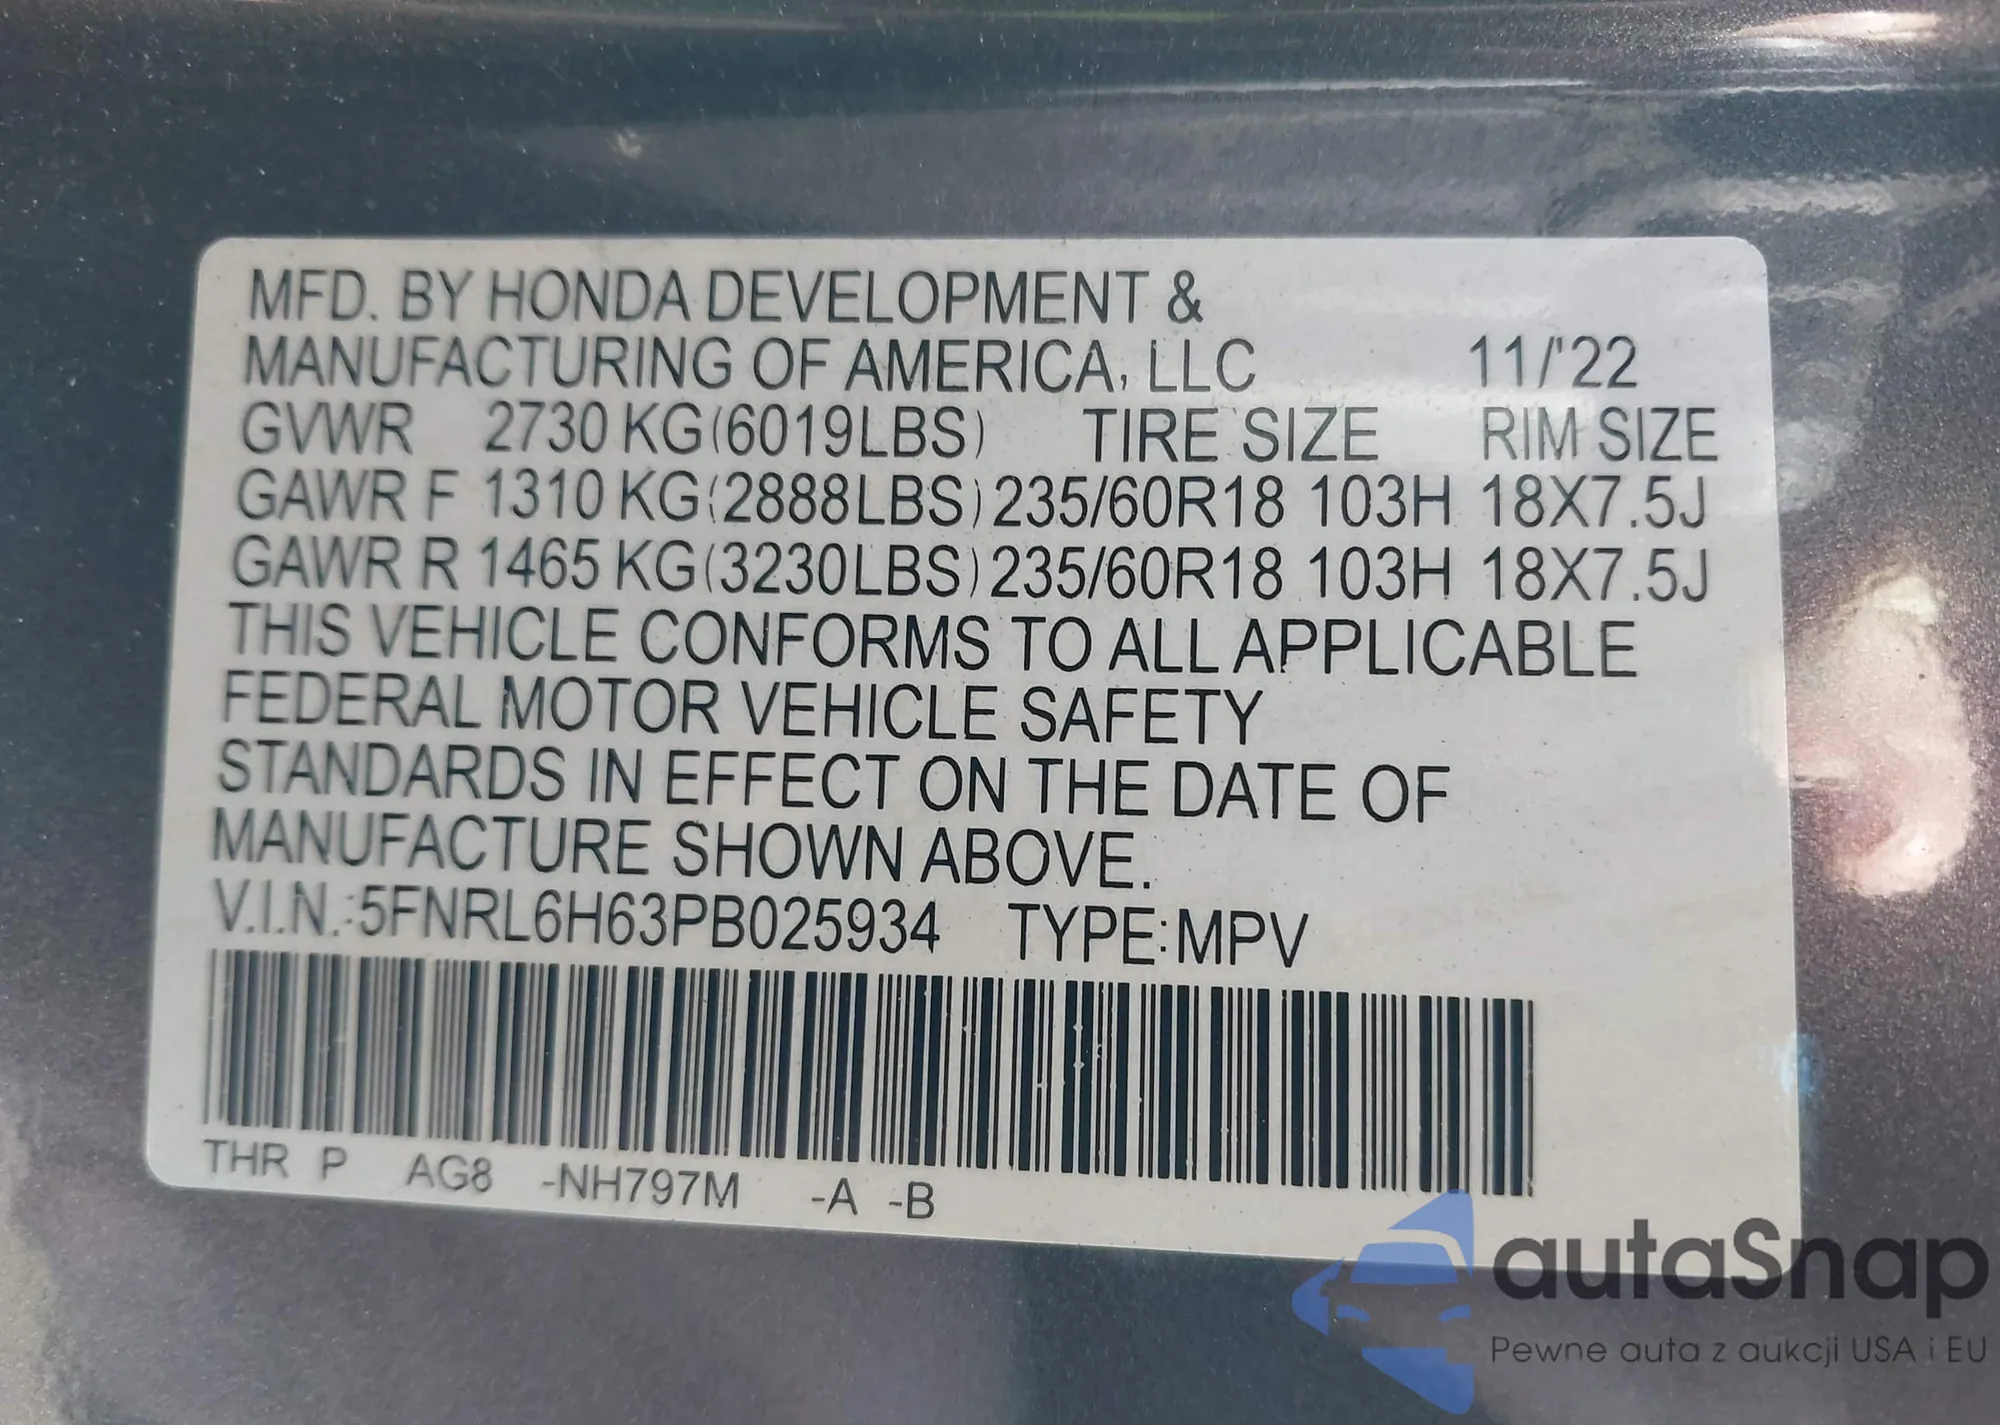 MFD. BY HONDA DEVELOPMENT &
MANUFACTURING OF AMERICA, LLC 11/'22
GVWR 2730 KG(6019LBS) TIRE SIZE RIM SIZE
GAWR F 1310 KG(2888LBS) 235/60R18 103H 18X7.5J
GAWR R 1465 KG(3230LBS) 235/60R18 103H 18X7.5J
THIS VEHICLE CONFORMS TO ALL APPLICABLE
FEDERAL MOTOR VEHICLE SAFETY
STANDARDS IN EFFECT ON THE DATE OF
MANUFACTURE SHOWN ABOVE.
V.I.N.:5FNRL6H63PB025934 TYPE:MPV
THR P AG8 -NH797M -A -B
autaSnap
Pewne auta z aukcji USA i EU